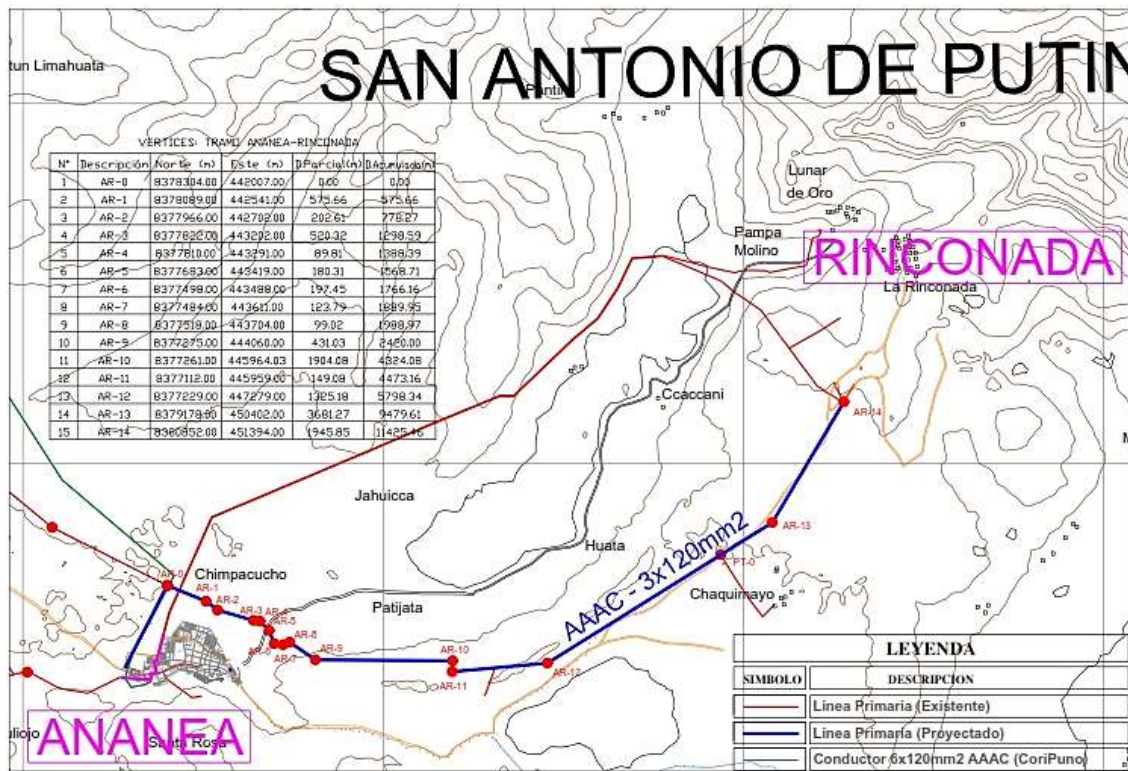 SAN ANTONIO DE PUTIN
tun Limahuata
VERTICES: TRAMO ANANEA-RINCONADA
N° Descripción Norte (m) Este (m) D.Parcial(m) D.Acumulada(m)
1 AR-0 8378304.00 442007.00 0.00 0.00
2 AR-1 8378089.00 442541.00 575.66 575.66
3 AR-2 8377966.00 442702.00 202.61 778.27
4 AR-3 8377822.00 443202.00 520.32 1298.59
5 AR-4 8377810.00 443291.00 89.81 1388.39
6 AR-5 8377683.00 443419.00 180.31 1568.71
7 AR-6 8377498.00 443488.00 197.45 1766.16
8 AR-7 8377484.00 443611.00 123.79 1889.95
9 AR-8 8377518.00 443704.00 99.02 1988.97
10 AR-9 8377275.00 444060.00 431.03 2420.00
11 AR-10 8377261.00 445964.03 1904.08 4324.08
12 AR-11 8377112.00 445959.00 149.08 4473.16
13 AR-12 8377229.00 447279.00 1325.18 5798.34
14 AR-13 8379178.00 450402.00 3681.27 9479.61
15 AR-14 8380852.00 451394.00 1945.85 11425.46
Lunar
de Oro
Pampa
Molino
RINCONADA
La Rinconada
Ccaccani
AR-14
Jahuicca
AR-13
Huata
AAAC - 3x120mm2
PT-0
Chaquimayo
AR-0
Chimpacucho
AR-1
AR-2
Patijata
AR-3
AR-4
AR-5
AR-6
AR-7
AR-8
AR-9
AR-10
AR-11
AR-12
ANANEA
Santa Rosa
LEYENDA
SIMBOLO DESCRIPCION
Línea Primaria (Existente)
Línea Primaria (Proyectado)
Conductor 6x120mm2 AAAC (CoriPuno)